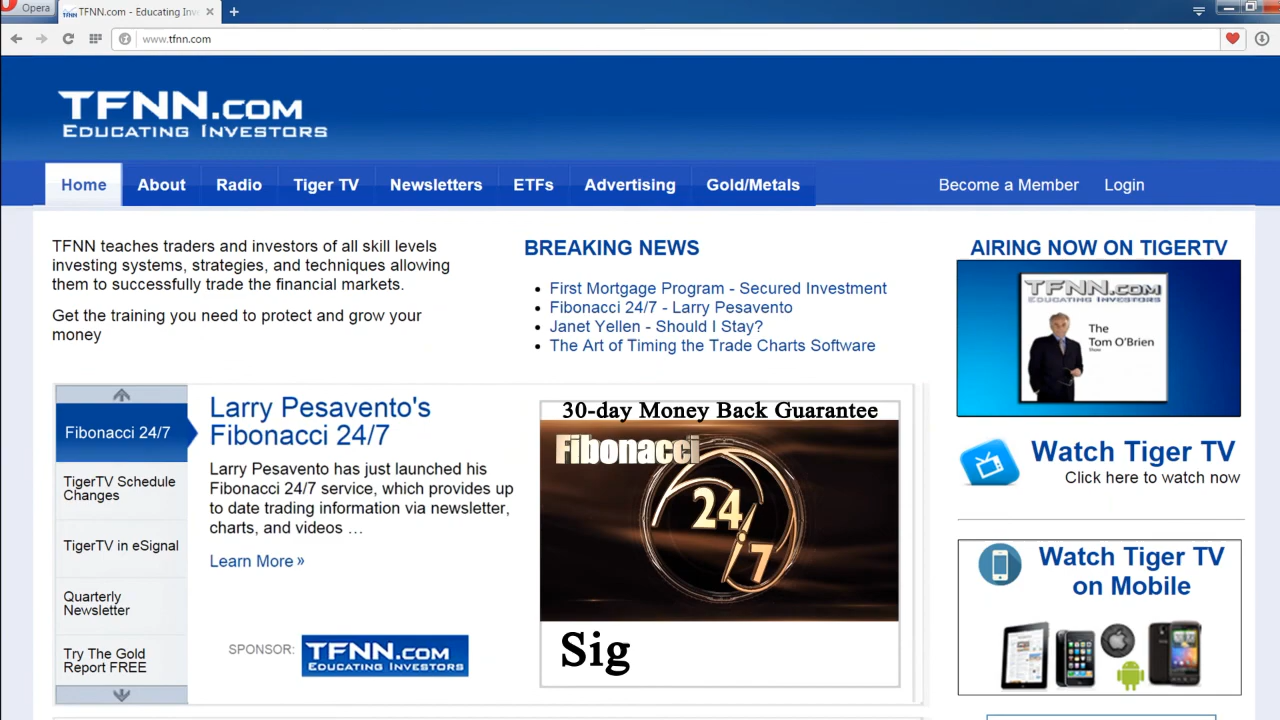 Opera
TFNN.com - Educating Inv
www.tfnn.com
TFNN.COM
EDUCATING INVESTORS
Home
About
Radio
Tiger TV
Newsletters
ETFs
Advertising
Gold/Metals
Become a Member
Login
TFNN teaches traders and investors of all skill levels
investing systems, strategies, and techniques allowing
them to successfully trade the financial markets.
Get the training you need to protect and grow your
money
BREAKING NEWS
First Mortgage Program - Secured Investment
Fibonacci 24/7 - Larry Pesavento
Janet Yellen - Should I Stay?
The Art of Timing the Trade Charts Software
AIRING NOW ON TIGERTV
TFNN.COM
EDUCATING INVESTORS
The
Tom O'Brien
Show
Watch Tiger TV
Click here to watch now
Watch Tiger TV
on Mobile
Fibonacci 24/7
TigerTV Schedule
Changes
TigerTV in eSignal
Quarterly
Newsletter
Try The Gold
Report FREE
Larry Pesavento's
Fibonacci 24/7
Larry Pesavento has just launched his
Fibonacci 24/7 service, which provides up
to date trading information via newsletter,
charts, and videos …
Learn More »
SPONSOR:
TFNN.COM
EDUCATING INVESTORS
30-day Money Back Guarantee
Fibonacci
24
7
Sig